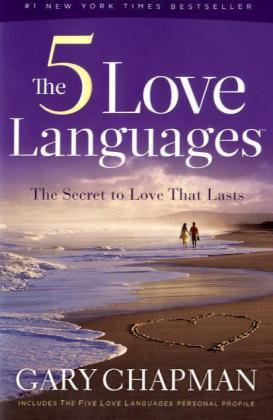 #1 NEW YORK TIMES BESTSELLER
The 5 Love
Languages™
The Secret to Love That Lasts
GARY CHAPMAN
INCLUDES THE FIVE LOVE LANGUAGES PERSONAL PROFILE